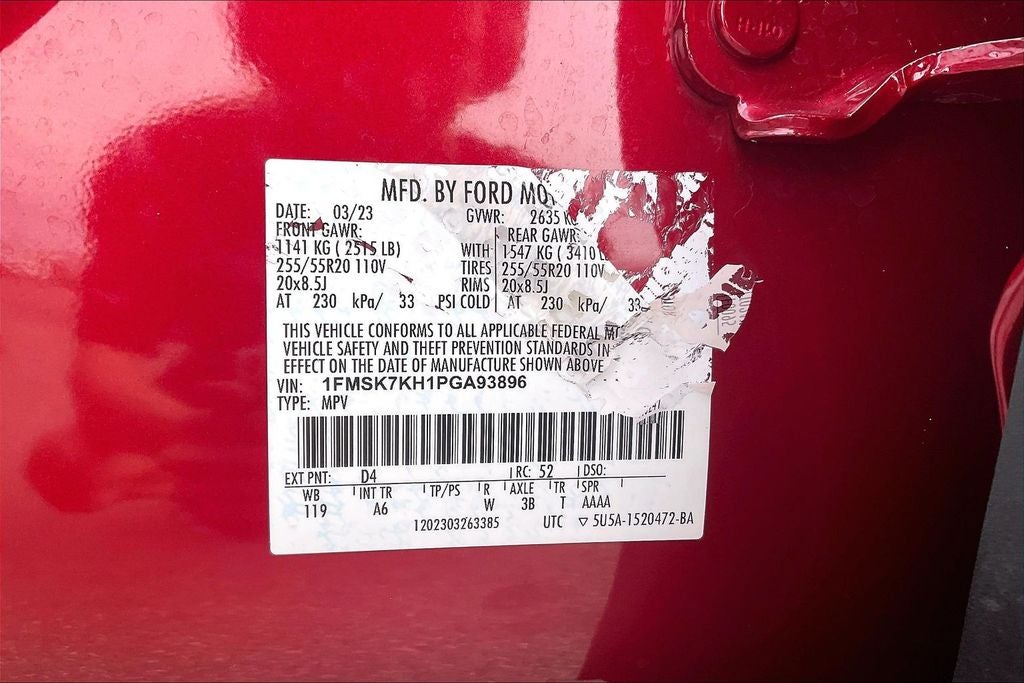 MFD. BY FORD MO
DATE: 03/23 GVWR: 2635 KG
FRONT GAWR: REAR GAWR:
1141 KG ( 2515 LB) WITH 1547 KG ( 3410
255/55R20 110V TIRES 255/55R20 110V
20x8.5J RIMS 20x8.5J
AT 230 kPa/ 33 PSI COLD AT 230 kPa/ 33
THIS VEHICLE CONFORMS TO ALL APPLICABLE FEDERAL
VEHICLE SAFETY AND THEFT PREVENTION STANDARDS IN
EFFECT ON THE DATE OF MANUFACTURE SHOWN ABOVE
VIN: 1FMSK7KH1PGA93896
TYPE: MPV
EXT PNT: D4 RC: 52 DSO:
WB INT TR TP/PS R AXLE TR SPR
119 A6 W 3B T AAAA
1202303263385 UTC ▽ 5U5A-1520472-BA